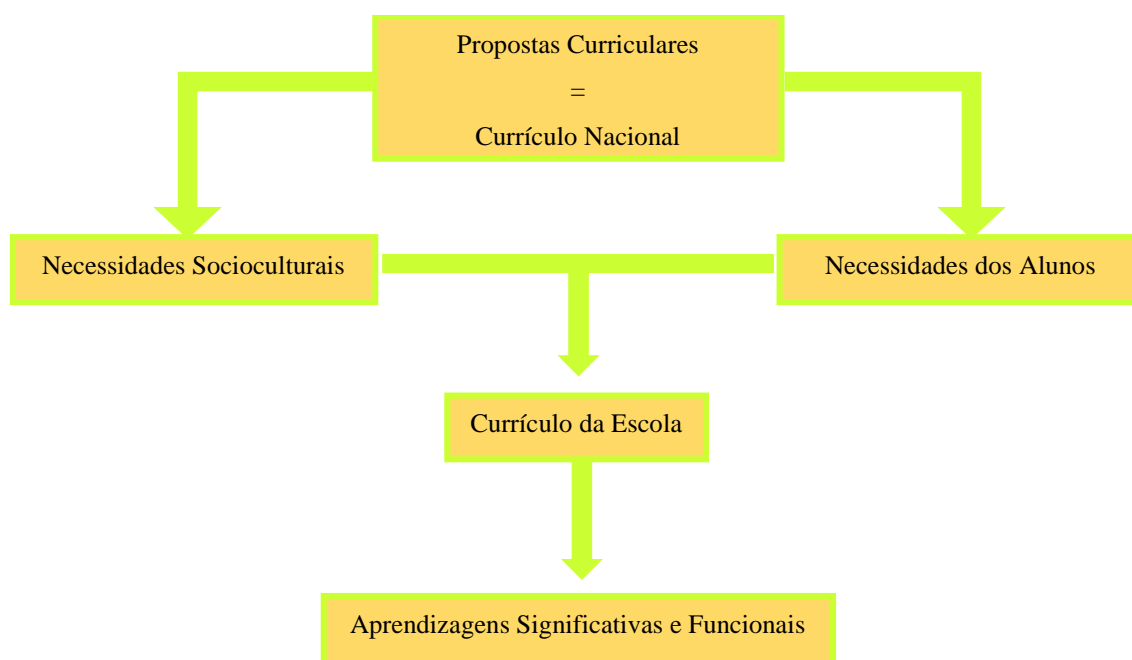 Propostas Curriculares
=
Currículo Nacional
Necessidades Socioculturais
Necessidades dos Alunos
Currículo da Escola
Aprendizagens Significativas e Funcionais